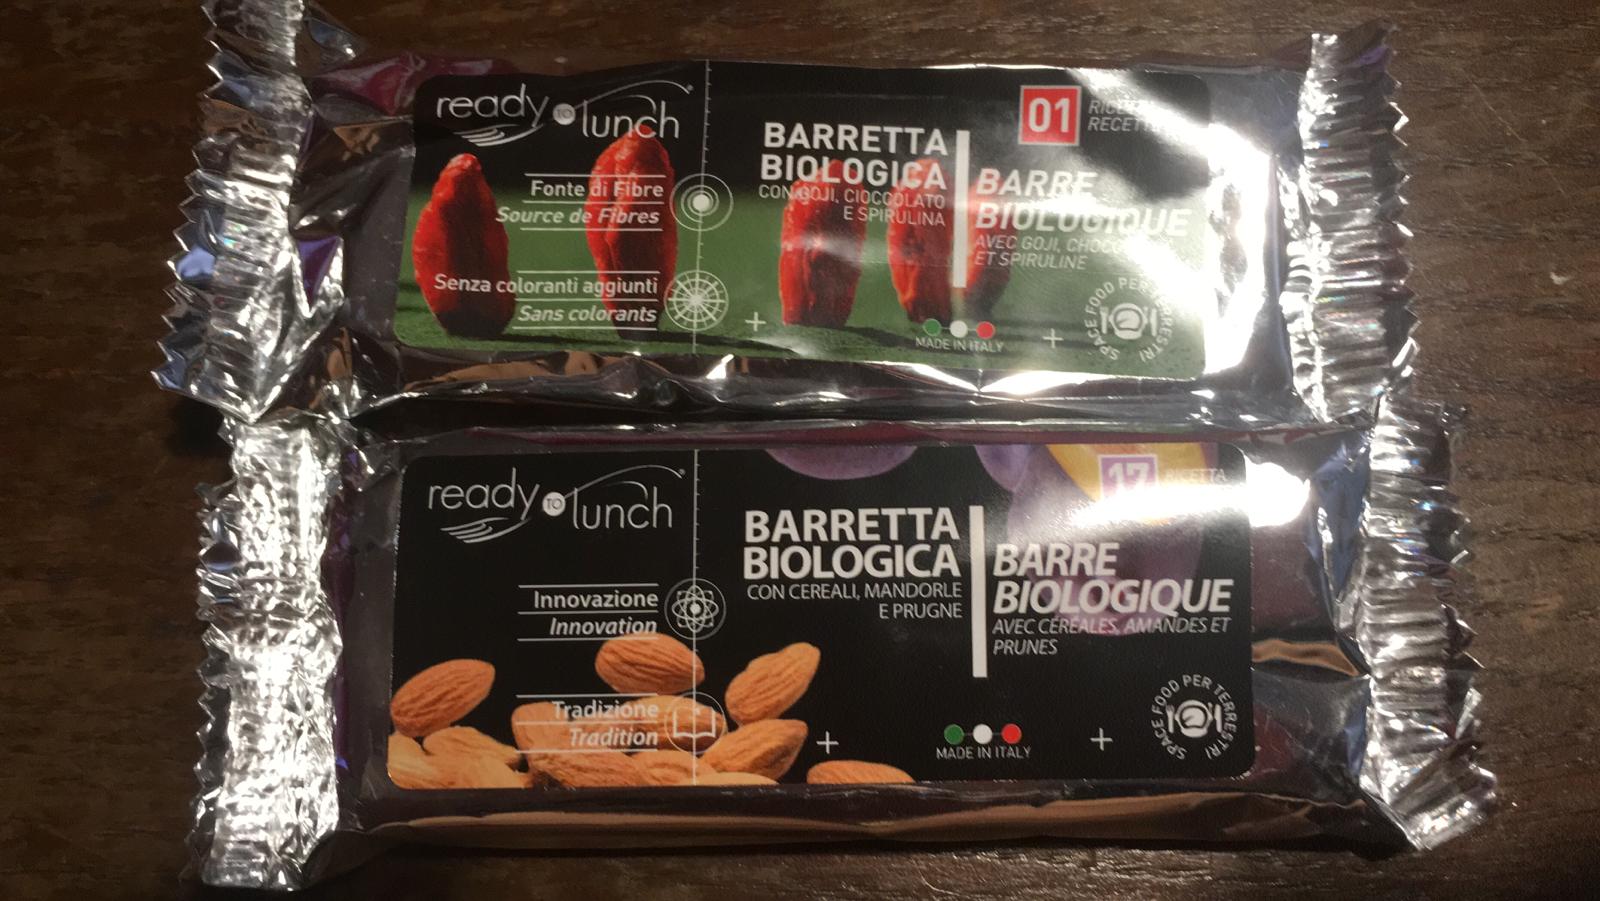 ready TO lunch
Fonte di Fibre
Source de Fibres
Senza coloranti aggiunti
Sans colorants
BARRETTA
BIOLOGICA
CON GOJI, CIOCCOLATO
E SPIRULINA
01
BARRE
BIOLOGIQUE
AVEC GOJI,
ET SPIRULINE
MADE IN ITALY
SPACE FOOD PER TERRESTRI
ready TO lunch
Innovazione
Innovation
Tradizione
Tradition
BARRETTA
BIOLOGICA
CON CEREALI, MANDORLE
E PRUGNE
17
RICETTA
BARRE
BIOLOGIQUE
AVEC CÉRÉALES, AMANDES ET
PRUNES
MADE IN ITALY
SPACE FOOD PER TERRESTRI